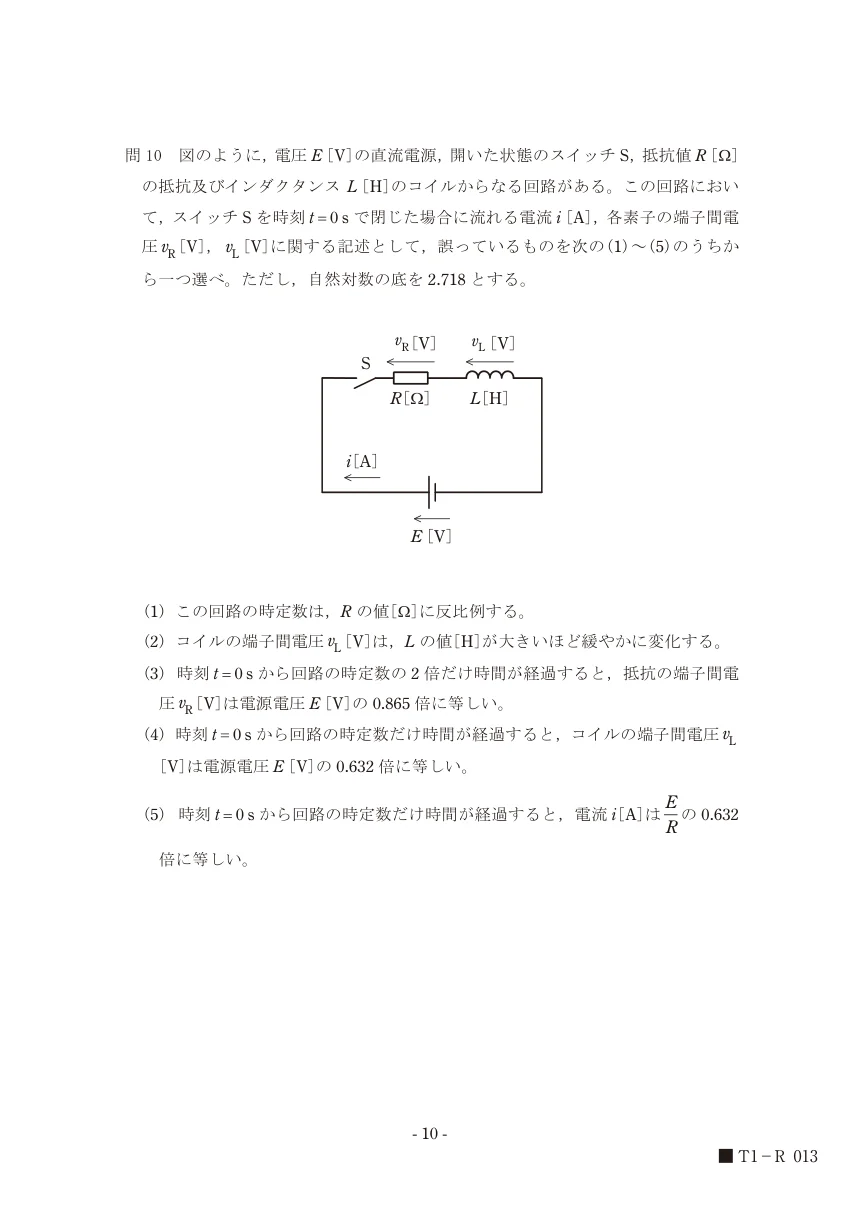 問 10　図のように，電圧 E [V]の直流電源，開いた状態のスイッチ S，抵抗値 R [Ω]
の抵抗及びインダクタンス L [H]のコイルからなる回路がある。この回路におい
て，スイッチ S を時刻 t = 0 s で閉じた場合に流れる電流 i [A]，各素子の端子間電
圧 vR [V]， vL [V]に関する記述として，誤っているものを次の(1)～(5)のうちか
ら一つ選べ。ただし，自然対数の底を 2.718 とする。
vR[V]　vL [V]
S
R[Ω]　L[H]
i[A]
E [V]
(1) この回路の時定数は，R の値[Ω]に反比例する。
(2) コイルの端子間電圧 vL [V]は，L の値[H]が大きいほど緩やかに変化する。
(3) 時刻 t = 0 s から回路の時定数の 2 倍だけ時間が経過すると，抵抗の端子間電
圧 vR [V]は電源電圧 E [V]の 0.865 倍に等しい。
(4) 時刻 t = 0 s から回路の時定数だけ時間が経過すると，コイルの端子間電圧 vL
[V]は電源電圧 E [V]の 0.632 倍に等しい。
(5) 時刻 t = 0 s から回路の時定数だけ時間が経過すると，電流 i[A]は E/R の 0.632
倍に等しい。
- 10 -
■ T1－R 013